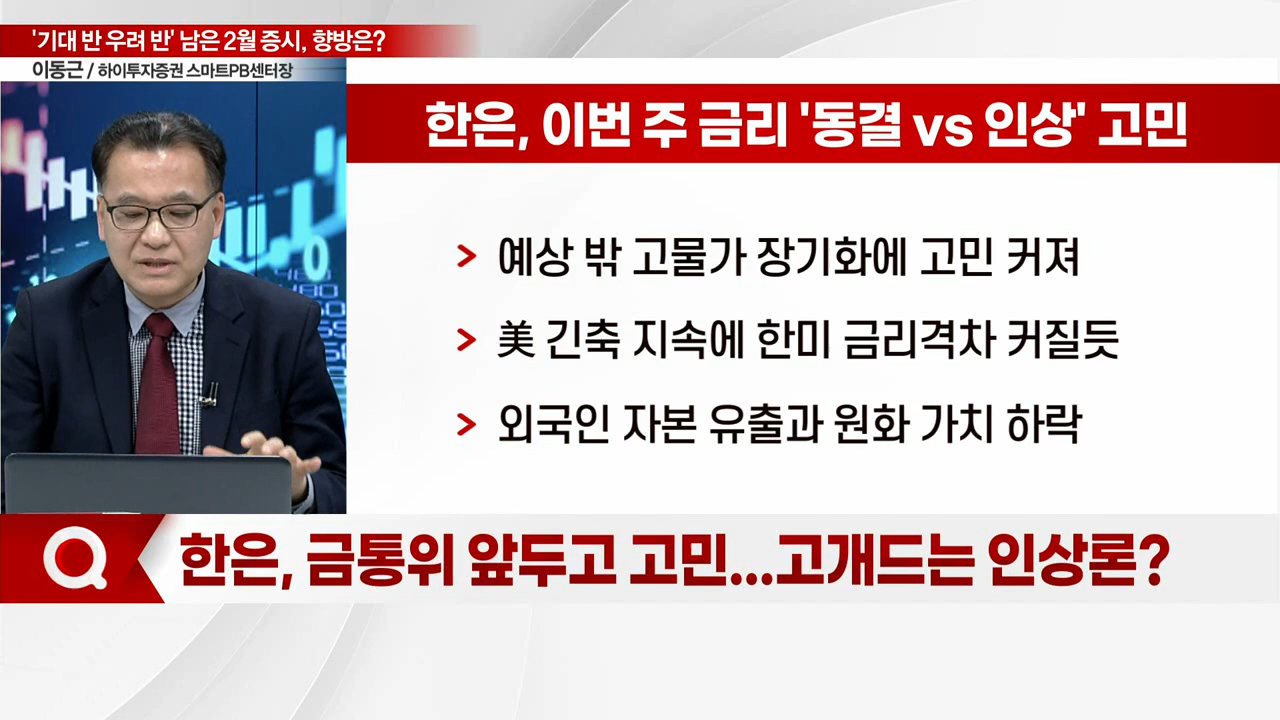 '기대 반 우려 반' 남은 2월 증시, 향방은?
이동근 / 하이투자증권 스마트PB센터장
한은, 이번 주 금리 '동결 vs 인상' 고민
> 예상 밖 고물가 장기화에 고민 커져
> 美 긴축 지속에 한미 금리격차 커질듯
> 외국인 자본 유출과 원화 가치 하락
Q 한은, 금통위 앞두고 고민...고개드는 인상론?